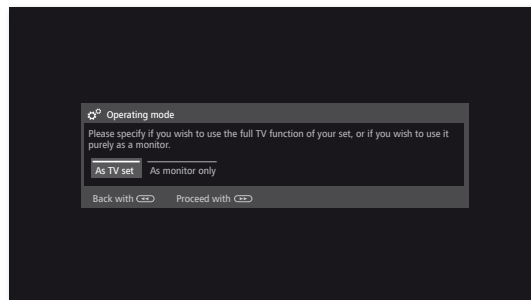 Operating mode
Please specify if you wish to use the full TV function of your set, or if you wish to use it
purely as a monitor.
As TV set As monitor only
Back with Proceed with